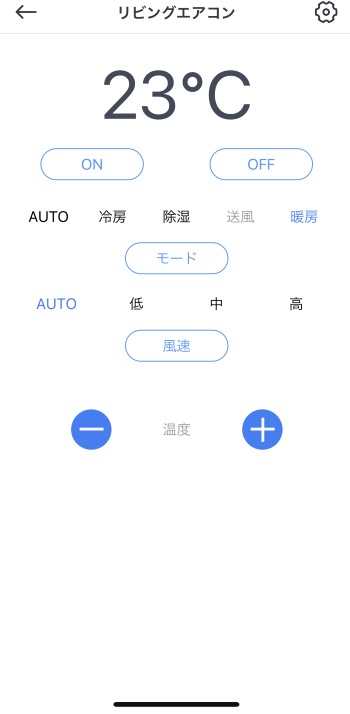 リビングエアコン
23°C
ON OFF
AUTO 冷房 除湿 送風 暖房
モード
AUTO 低 中 高
風速
温度